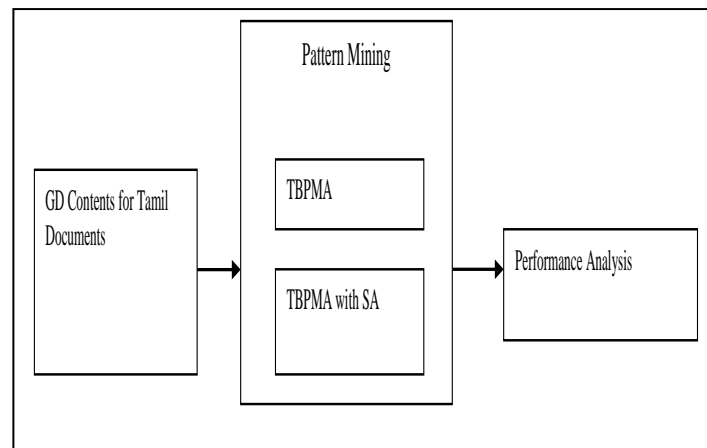 Pattern Mining
GD Contents for Tamil
Documents
TBPMA
TBPMA with SA
Performance Analysis